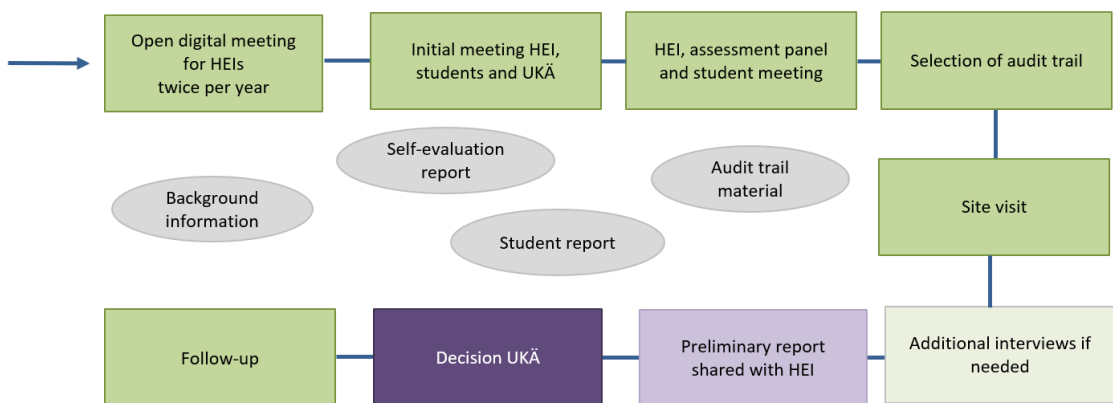 Open digital meeting
for HEIs
twice per year
Initial meeting HEI,
students and UKÄ
HEI, assessment panel
and student meeting
Selection of audit trail
Self-evaluation
report
Audit trail
material
Background
information
Student report
Site visit
Follow-up
Decision UKÄ
Preliminary report
shared with HEI
Additional interviews if
needed